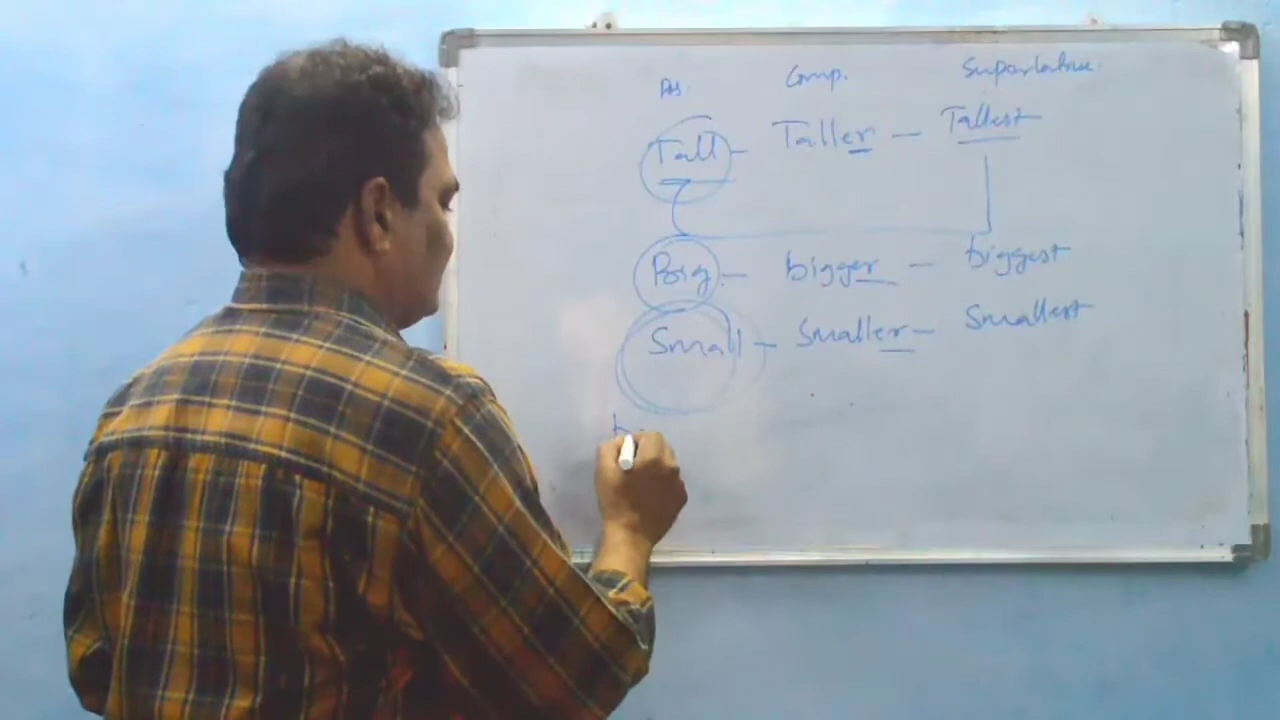 Pos. Comp. Superlative.
Tall - Taller - Tallest
Big - bigger - biggest
Small - Smaller - Smallest